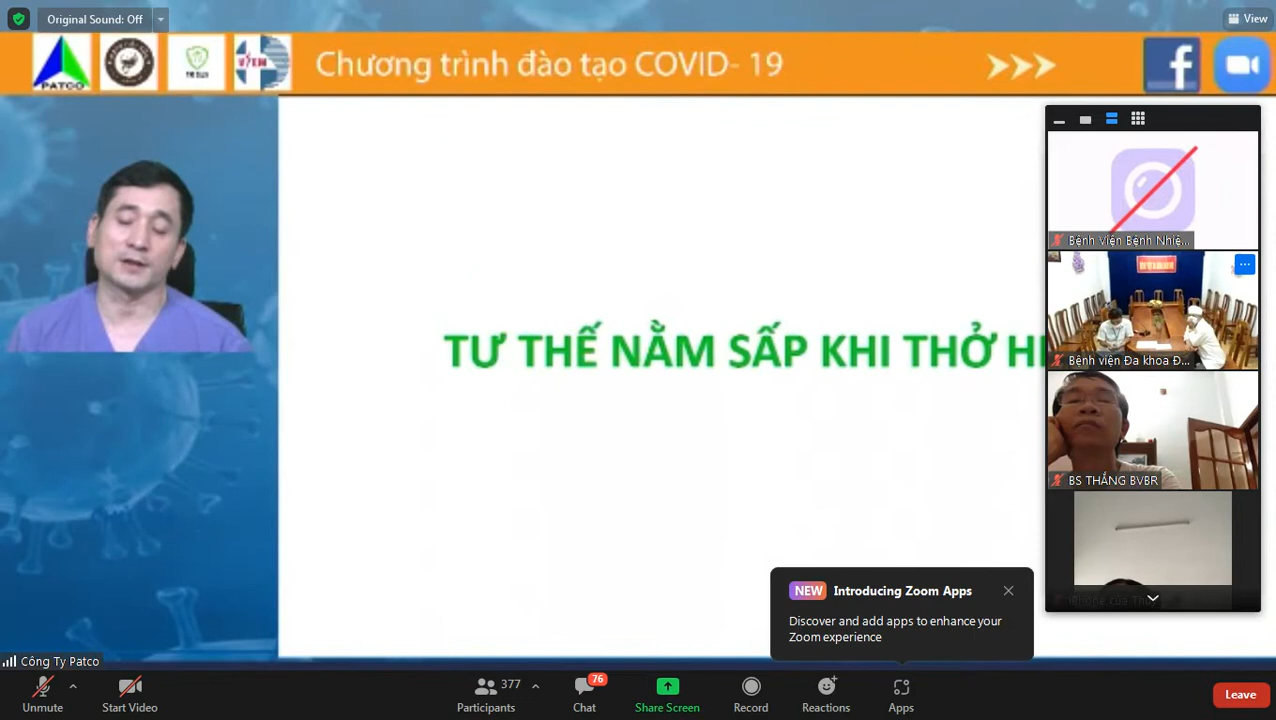 Original Sound: Off
View
PATCO
Chương trình đào tạo COVID- 19
TƯ THẾ NẰM SẤP KHI THỞ
Bệnh Viện Bệnh Nhiệ...
Bệnh viện Đa khoa Đ...
BS THẮNG BVBR
NEW Introducing Zoom Apps
Discover and add apps to enhance your
Zoom experience
Công Ty Patco
Unmute
Start Video
377
Participants
76
Chat
Share Screen
Record
Reactions
Apps
Leave